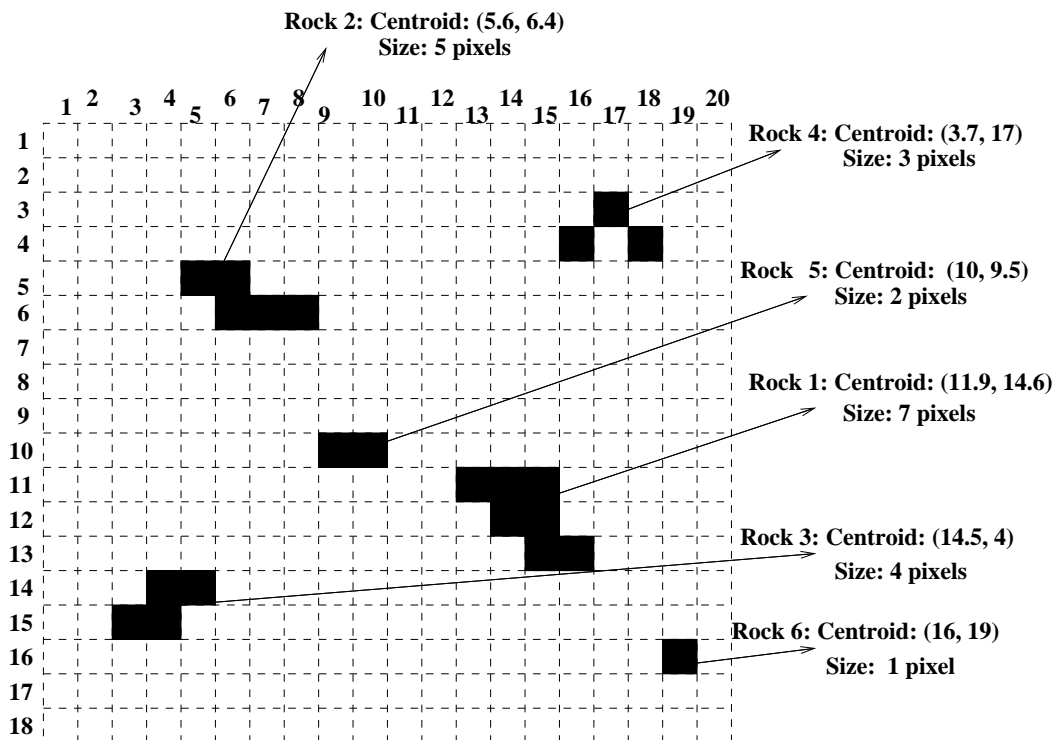 Rock 2: Centroid: (5.6, 6.4)
Size: 5 pixels
1 2 3 4 5 6 7 8 9 10 11 12 13 14 15 16 17 18 19 20
1
Rock 4: Centroid: (3.7, 17)
Size: 3 pixels
2
3
4
Rock 5: Centroid: (10, 9.5)
Size: 2 pixels
5
6
7
8
Rock 1: Centroid: (11.9, 14.6)
Size: 7 pixels
9
10
11
12
13
Rock 3: Centroid: (14.5, 4)
Size: 4 pixels
14
15
Rock 6: Centroid: (16, 19)
Size: 1 pixel
16
17
18